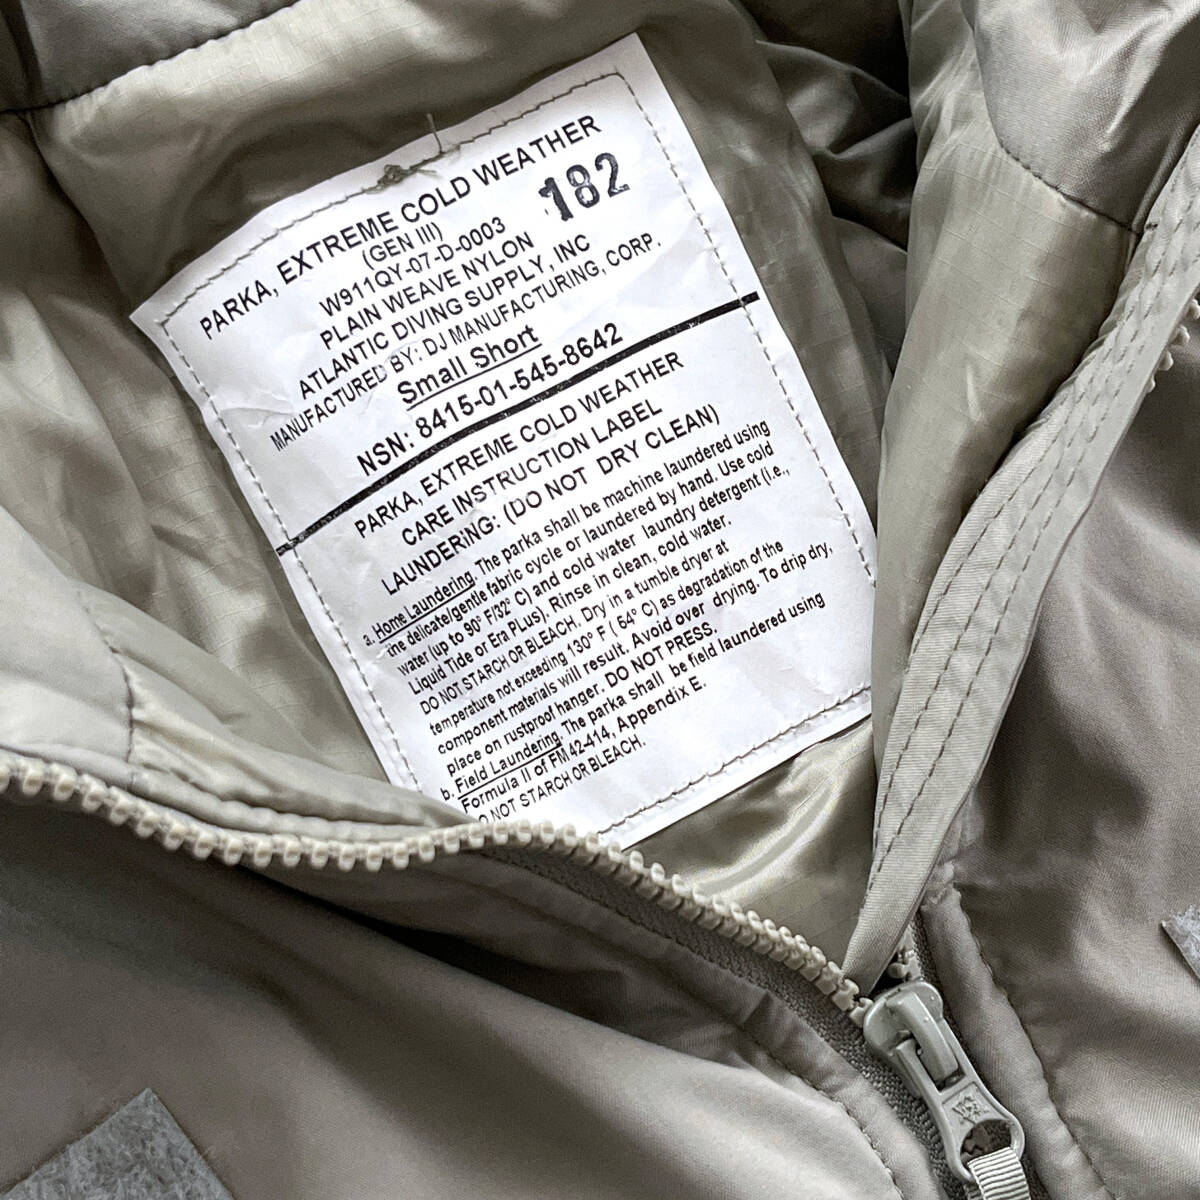 PARKA, EXTREME COLD WEATHER
(GEN III)
182
W911QY-07-D-0003
PLAIN WEAVE NYLON
ATLANTIC DIVING SUPPLY, INC
MANUFACTURED BY: DJ MANUFACTURING, CORP.
Small Short
NSN: 8415-01-545-8642
PARKA, EXTREME COLD WEATHER
CARE INSTRUCTION LABEL
LAUNDERING: (DO NOT DRY CLEAN)
a. Home Laundering. The parka shall be machine laundered using
the delicate/gentle fabric cycle or laundered by hand. Use cold
water (up to 90° F/32° C) and cold water laundry detergent (i.e.,
Liquid Tide or Era Plus). Rinse in clean, cold water.
DO NOT STARCH OR BLEACH. Dry in a tumble dryer at
temperature not exceeding 130° F ( 54° C) as degradation of the
component materials will result. Avoid over drying. To drip dry,
place on rustproof hanger. DO NOT PRESS.
b. Field Laundering. The parka shall be field laundered using
Formula II of FM 42-414, Appendix E.
DO NOT STARCH OR BLEACH.